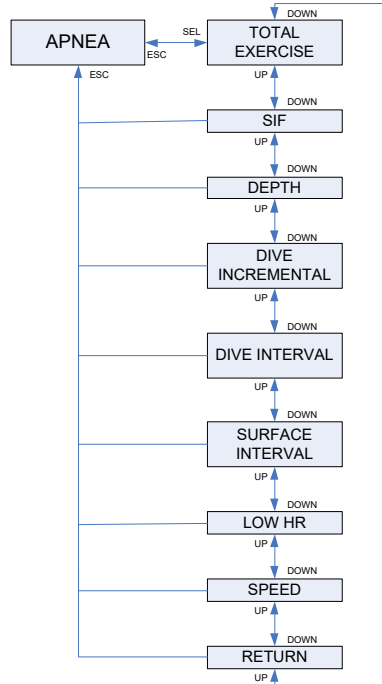 DOWN
APNEA
SEL
ESC
TOTAL
EXERCISE
ESC
UP
DOWN
SIF
UP
DOWN
DEPTH
UP
DOWN
DIVE
INCREMENTAL
UP
DOWN
DIVE INTERVAL
UP
DOWN
SURFACE
INTERVAL
UP
DOWN
LOW HR
UP
DOWN
SPEED
UP
DOWN
RETURN
UP